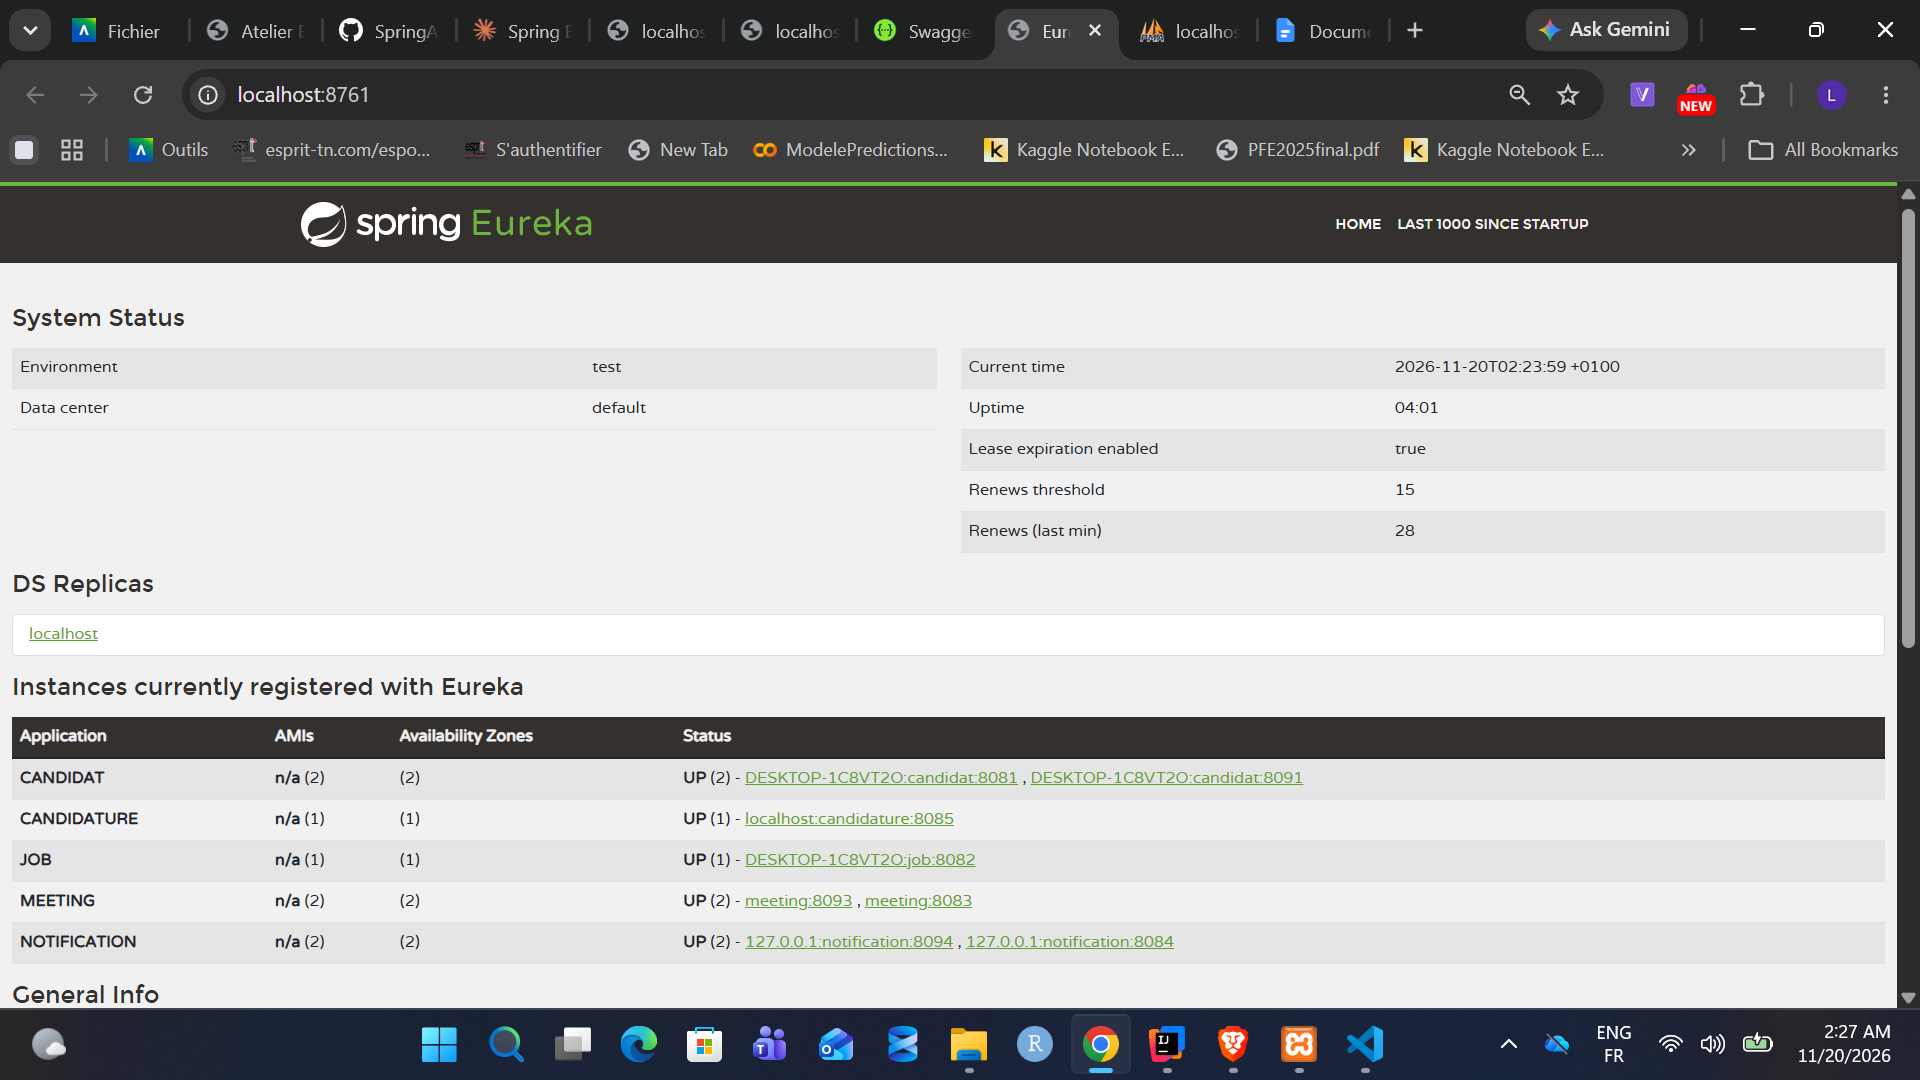 Fichier
Atelier E
SpringA
Spring E
localhos
localhos
Swagge
Eur
localhos
Docum
Ask Gemini
localhost:8761
NEW
L
Outils
esprit-tn.com/espo...
S'authentifier
New Tab
ModelePredictions...
Kaggle Notebook E...
PFE2025final.pdf
Kaggle Notebook E...
All Bookmarks
spring Eureka
HOME
LAST 1000 SINCE STARTUP
System Status
Environment test
Data center default
Current time 2026-11-20T02:23:59 +0100
Uptime 04:01
Lease expiration enabled true
Renews threshold 15
Renews (last min) 28
DS Replicas
localhost
Instances currently registered with Eureka
Application AMIs Availability Zones Status
CANDIDAT n/a (2) (2) UP (2) - DESKTOP-1C8VT2O:candidat:8081 , DESKTOP-1C8VT2O:candidat:8091
CANDIDATURE n/a (1) (1) UP (1) - localhost:candidature:8085
JOB n/a (1) (1) UP (1) - DESKTOP-1C8VT2O:job:8082
MEETING n/a (2) (2) UP (2) - meeting:8093 , meeting:8083
NOTIFICATION n/a (2) (2) UP (2) - 127.0.0.1:notification:8094 , 127.0.0.1:notification:8084
General Info
ENG
FR
2:27 AM
11/20/2026